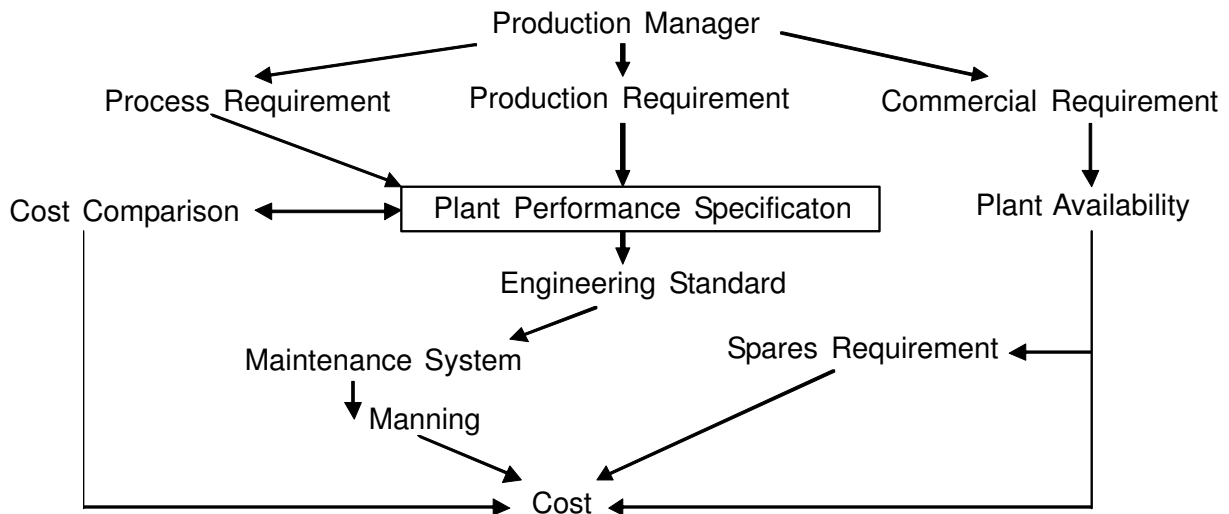 Production Manager
Process Requirement
Production Requirement
Commercial Requirement
Cost Comparison
Plant Performance Specificaton
Plant Availability
Engineering Standard
Maintenance System
Spares Requirement
Manning
Cost